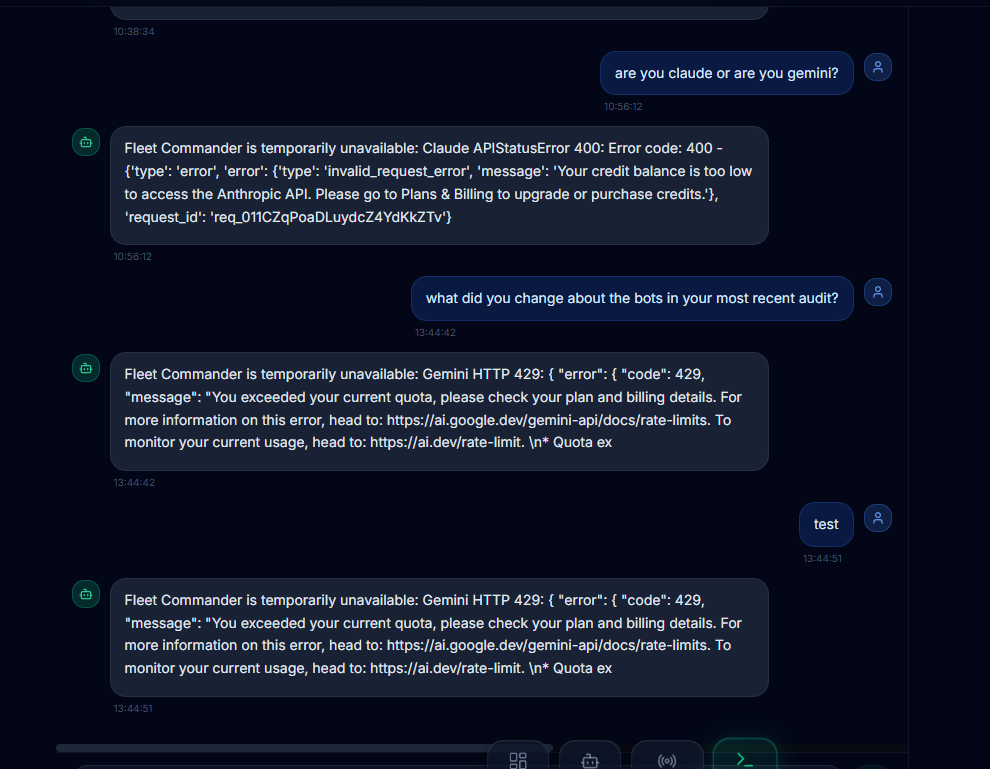 10:38:34
are you claude or are you gemini?
10:56:12
Fleet Commander is temporarily unavailable: Claude APIStatusError 400: Error code: 400 -
{'type': 'error', 'error': {'type': 'invalid_request_error', 'message': 'Your credit balance is too low
to access the Anthropic API. Please go to Plans & Billing to upgrade or purchase credits.'},
'request_id': 'req_011CZqPoaDLuydcZ4YdKkZTv'}
10:56:12
what did you change about the bots in your most recent audit?
13:44:42
Fleet Commander is temporarily unavailable: Gemini HTTP 429: { "error": { "code": 429,
"message": "You exceeded your current quota, please check your plan and billing details. For
more information on this error, head to: https://ai.google.dev/gemini-api/docs/rate-limits. To
monitor your current usage, head to: https://ai.dev/rate-limit. \n* Quota ex
13:44:42
test
13:44:51
Fleet Commander is temporarily unavailable: Gemini HTTP 429: { "error": { "code": 429,
"message": "You exceeded your current quota, please check your plan and billing details. For
more information on this error, head to: https://ai.google.dev/gemini-api/docs/rate-limits. To
monitor your current usage, head to: https://ai.dev/rate-limit. \n* Quota ex
13:44:51